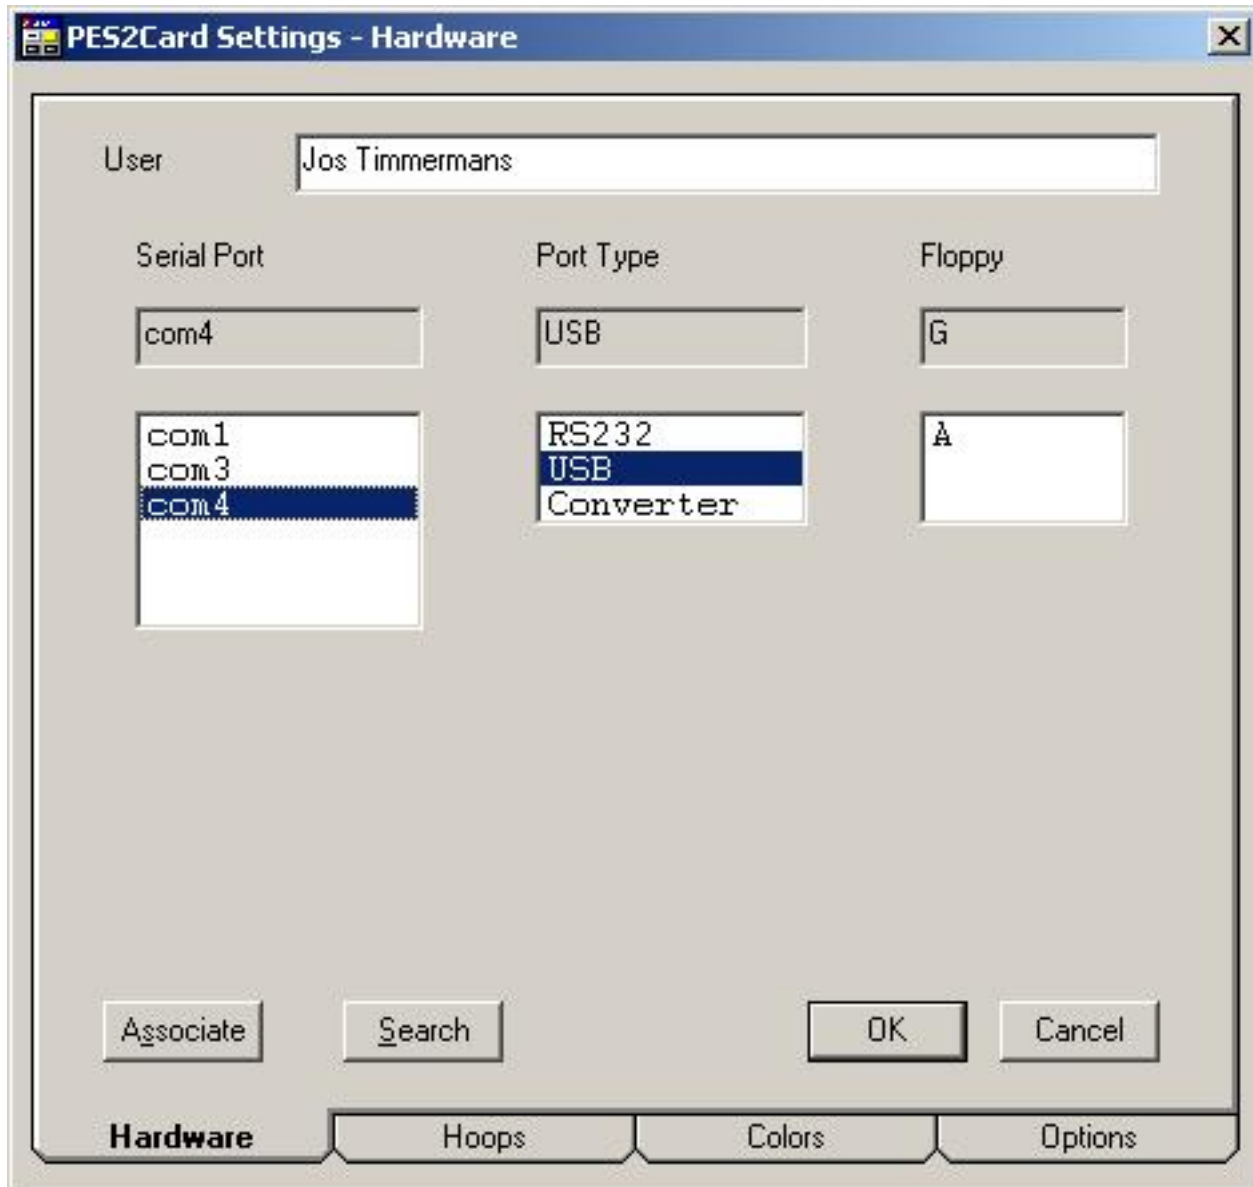 PES2Card Settings - Hardware
User Jos Timmermans
Serial Port Port Type Floppy
com4 USB G
com1 RS232 A
com3 USB
com4 Converter
Associate Search OK Cancel
Hardware Hoops Colors Options